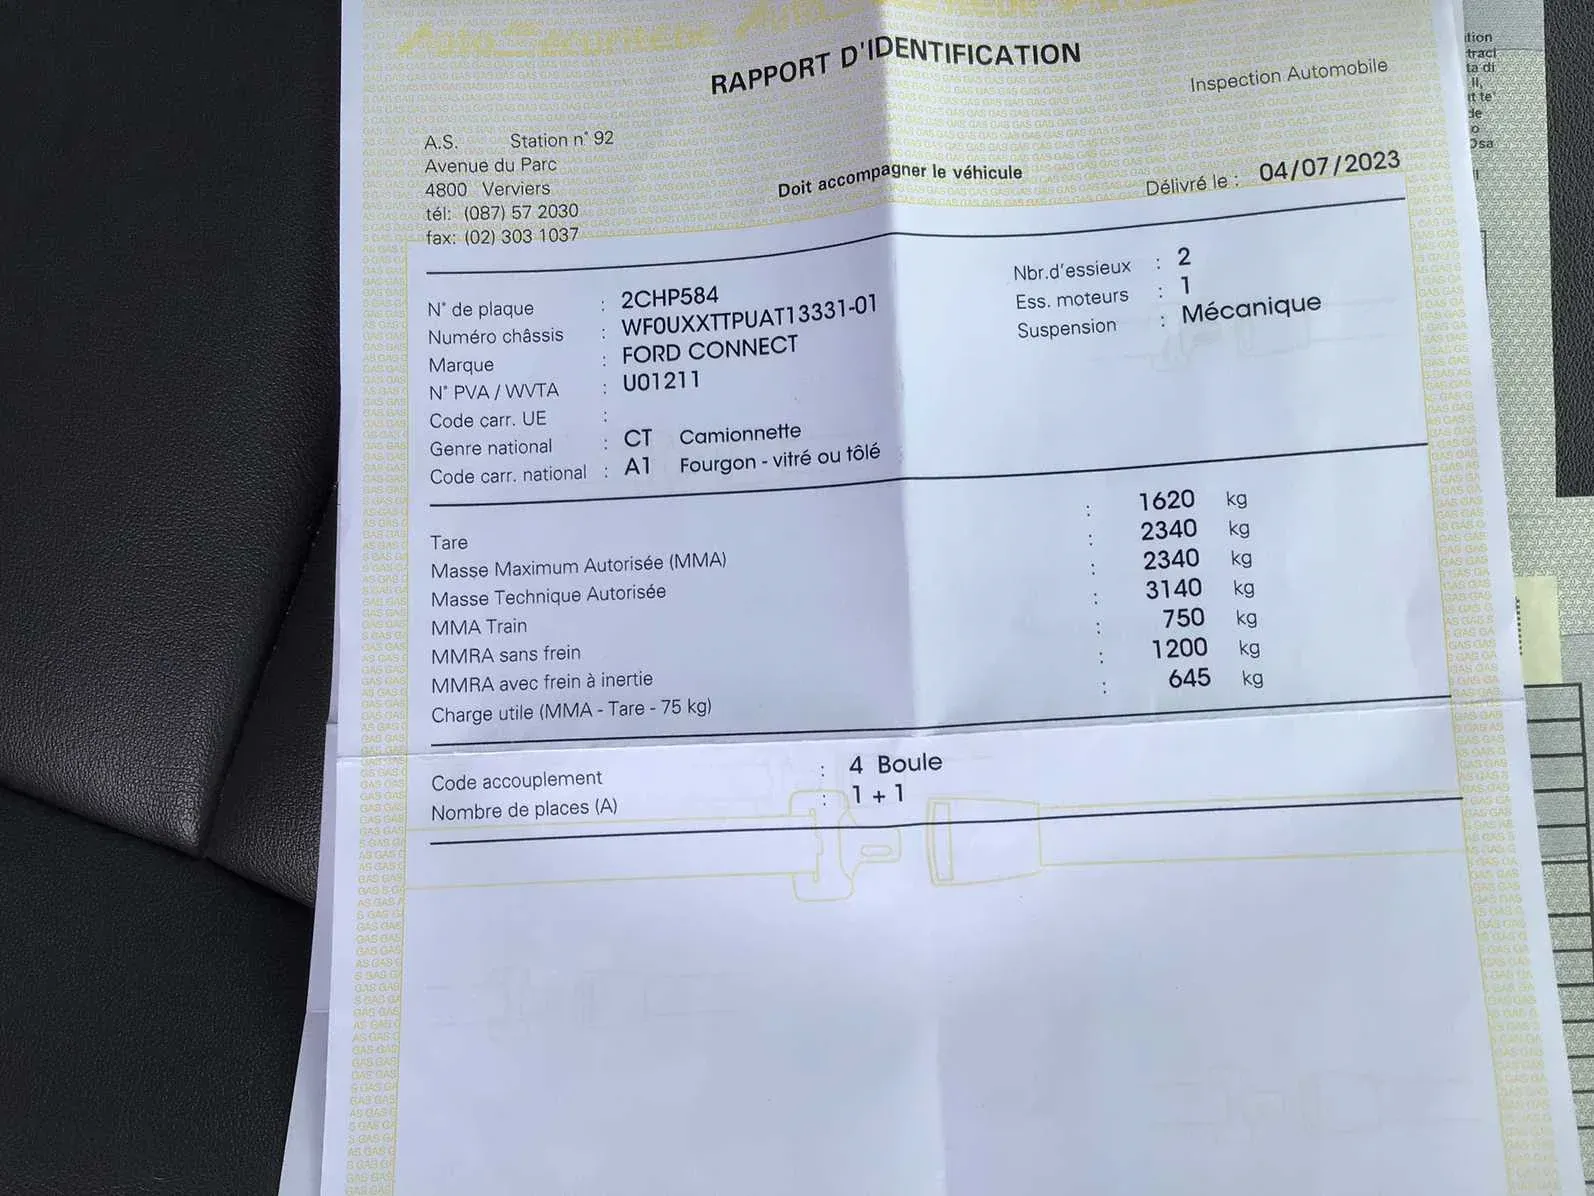 RAPPORT D'IDENTIFICATION
Inspection Automobile
A.S. Station n° 92
Avenue du Parc
4800 Verviers
tél: (087) 57 2030
fax: (02) 303 1037
Doit accompagner le véhicule
Délivré le : 04/07/2023
N° de plaque : 2CHP584
Numéro châssis : WF0UXXTTPUAT13331-01
Marque : FORD CONNECT
N° PVA / WVTA : U01211
Code carr. UE :
Genre national : CT Camionnette
Code carr. national : A1 Fourgon - vitré ou tôlé
Nbr.d'essieux : 2
Ess. moteurs : 1
Suspension : Mécanique
Tare : 1620 kg
Masse Maximum Autorisée (MMA) : 2340 kg
Masse Technique Autorisée : 2340 kg
MMA Train : 3140 kg
MMRA sans frein : 750 kg
MMRA avec frein à inertie : 1200 kg
Charge utile (MMA - Tare - 75 kg) : 645 kg
Code accouplement : 4 Boule
Nombre de places (A) : 1 + 1